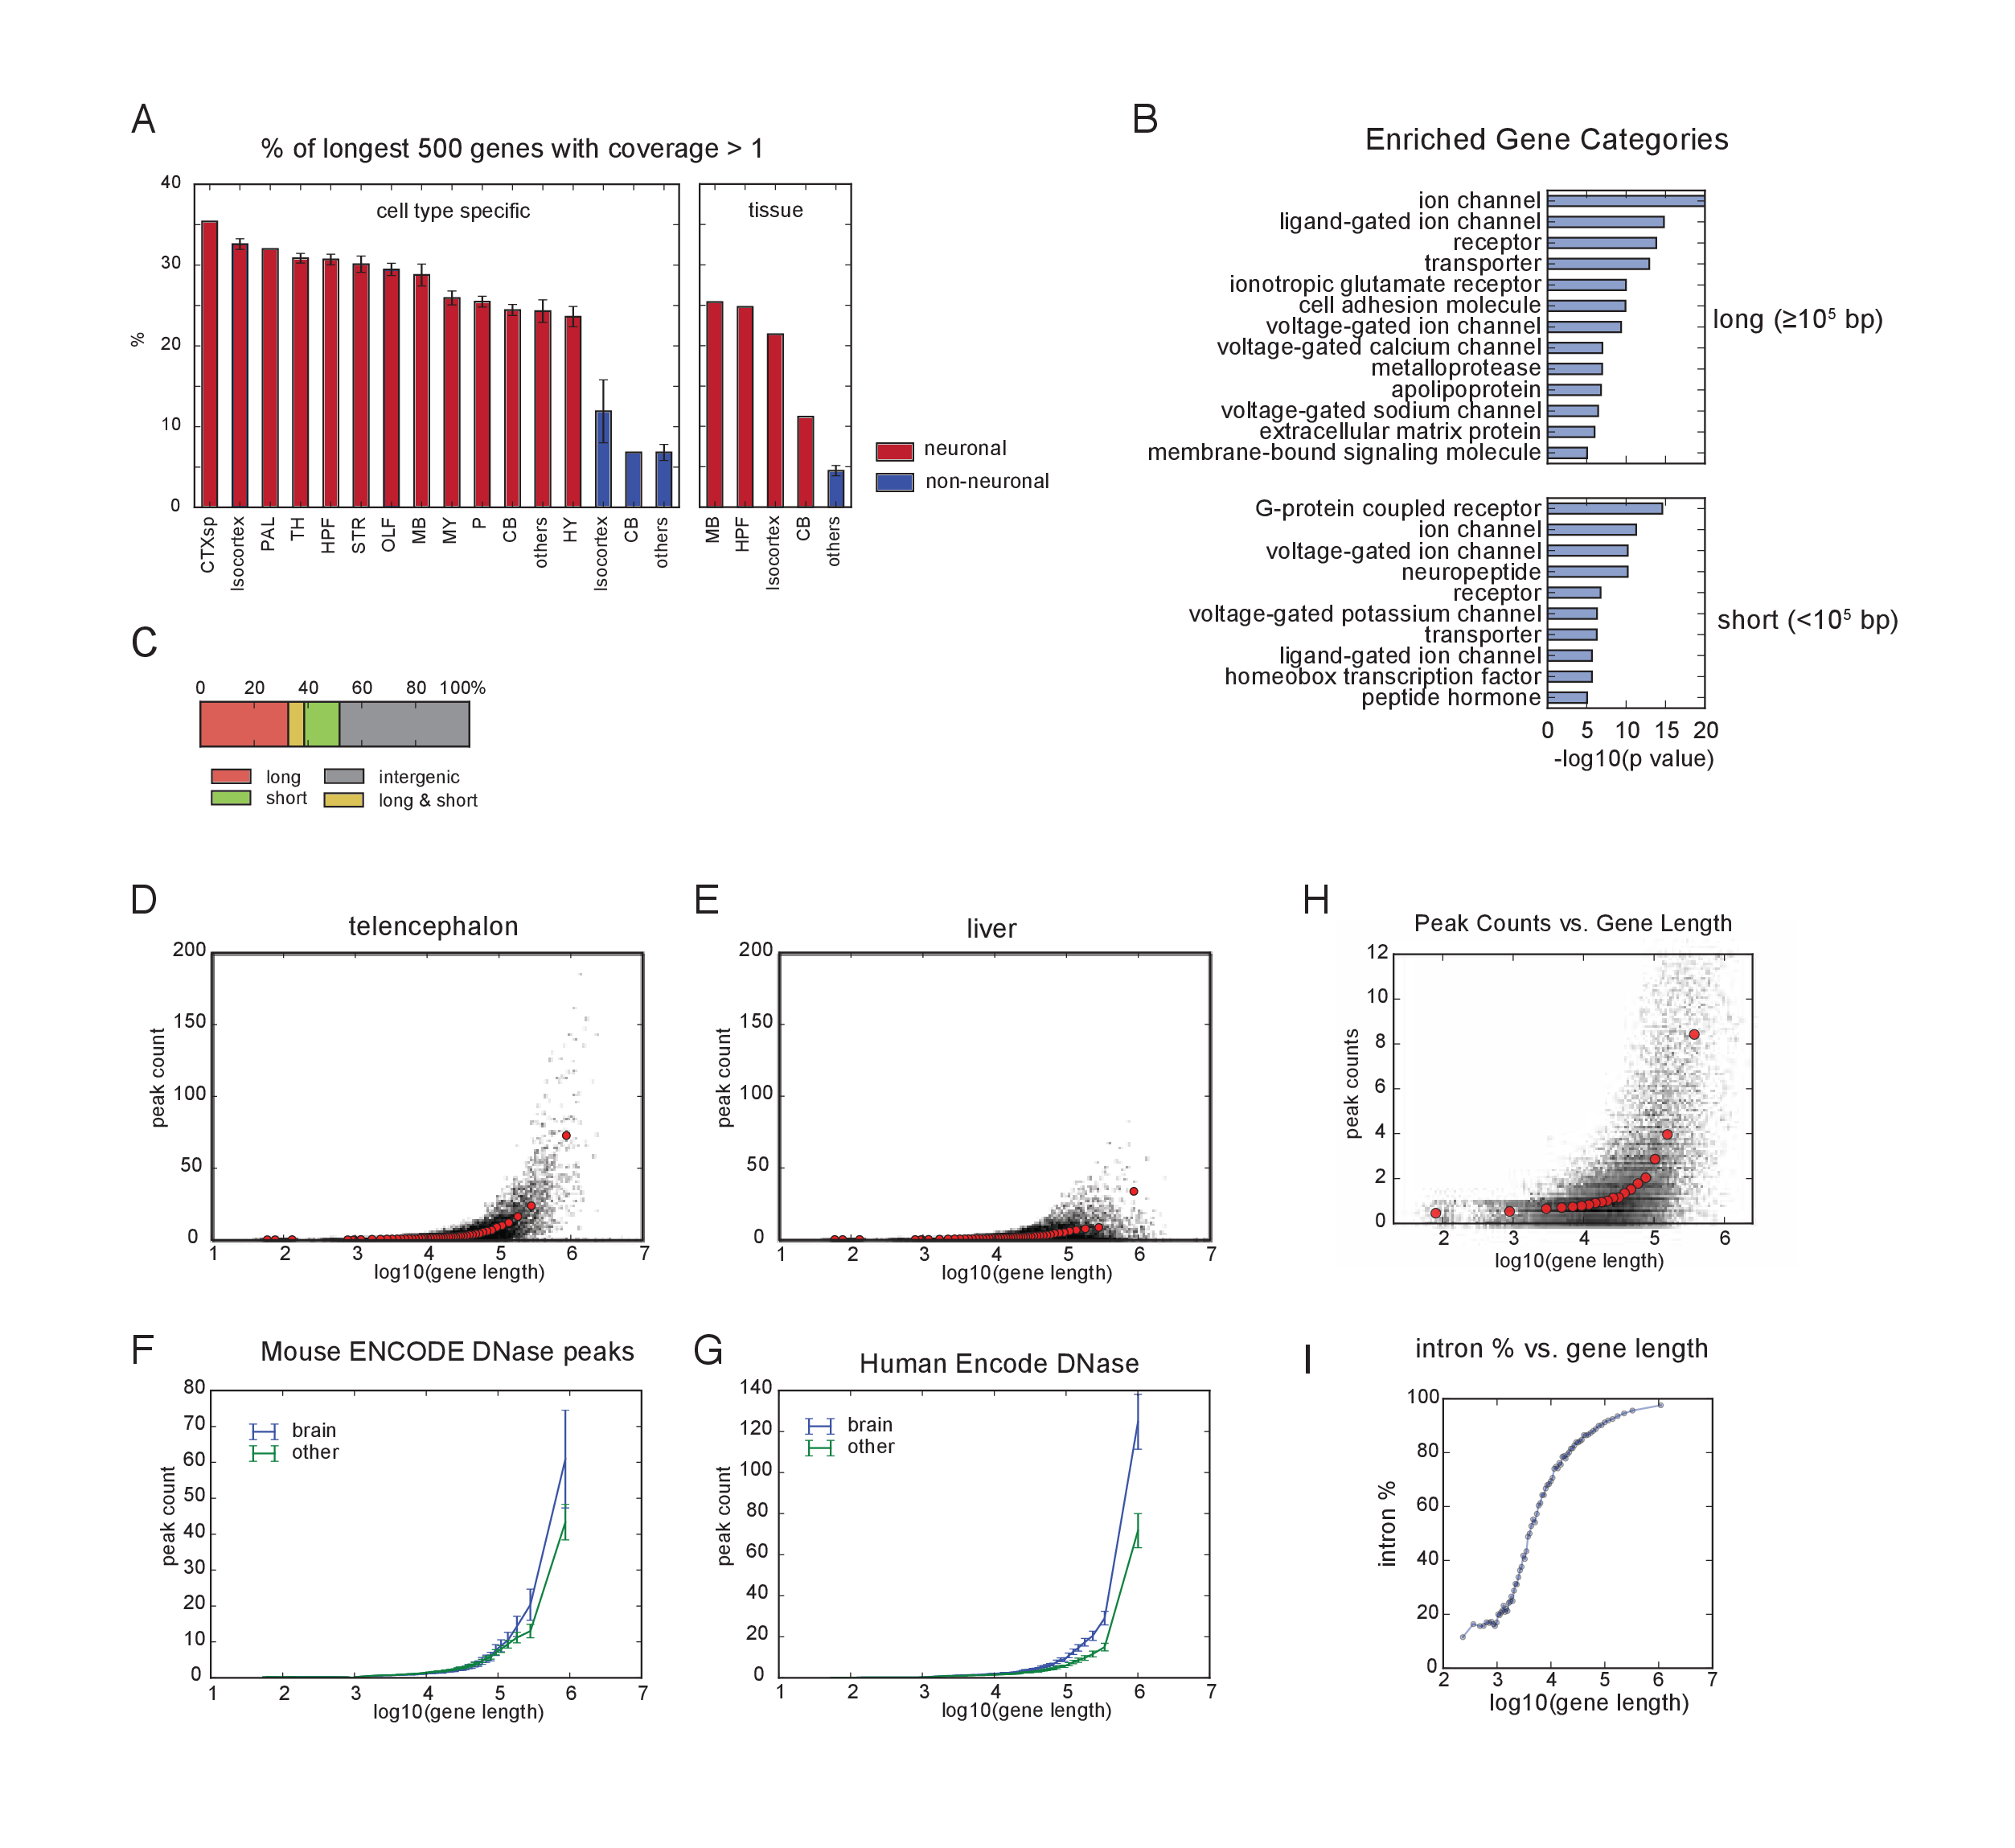 A
% of longest 500 genes with coverage > 1
40
30
20
10
0
%
cell type specific
CTXsp
Isocortex
PAL
TH
HPF
STR
OLF
MB
MY
P
CB
others
HY
Isocortex
CB
others
tissue
MB
HPF
Isocortex
CB
others
neuronal
non-neuronal
B
Enriched Gene Categories
ion channel
ligand-gated ion channel
receptor
transporter
ionotropic glutamate receptor
cell adhesion molecule
voltage-gated ion channel
voltage-gated calcium channel
metalloprotease
apolipoprotein
voltage-gated sodium channel
extracellular matrix protein
membrane-bound signaling molecule
long (≥10⁵ bp)
G-protein coupled receptor
ion channel
voltage-gated ion channel
neuropeptide
receptor
voltage-gated potassium channel
transporter
ligand-gated ion channel
homeobox transcription factor
peptide hormone
short (<10⁵ bp)
0 5 10 15 20
-log10(p value)
C
0 20 40 60 80 100%
long
intergenic
short
long & short
D
telencephalon
200
150
100
50
0
peak count
1 2 3 4 5 6 7
log10(gene length)
E
liver
200
150
100
50
0
peak count
1 2 3 4 5 6 7
log10(gene length)
H
Peak Counts vs. Gene Length
12
10
8
6
4
2
0
peak counts
2 3 4 5 6
log10(gene length)
F
Mouse ENCODE DNase peaks
80
70
60
50
40
30
20
10
0
peak count
brain
other
1 2 3 4 5 6 7
log10(gene length)
G
Human Encode DNase
140
120
100
80
60
40
20
0
peak count
brain
other
1 2 3 4 5 6 7
log10(gene length)
I
intron % vs. gene length
100
80
60
40
20
0
intron %
2 3 4 5 6 7
log10(gene length)